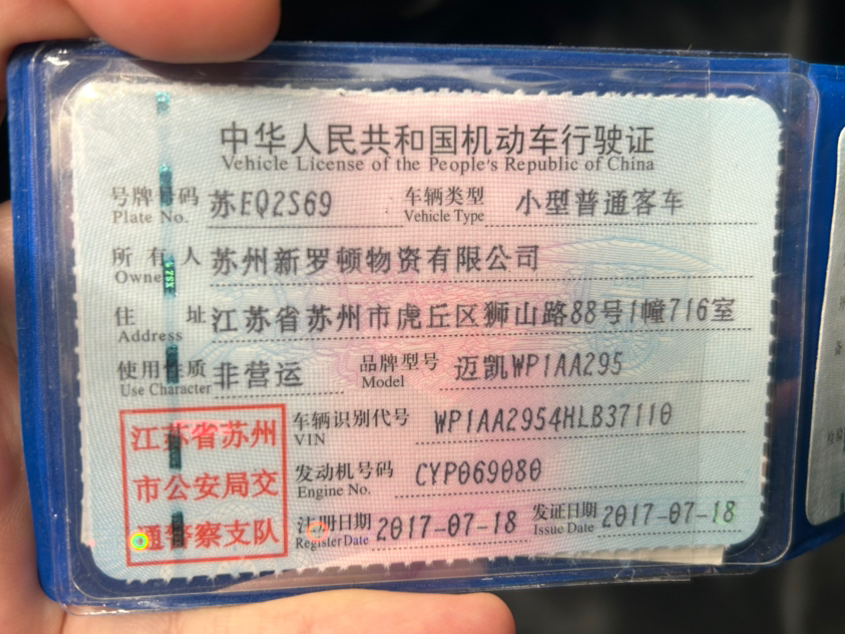 中华人民共和国机动车行驶证
Vehicle License of the People's Republic of China
号牌号码 苏EQ2S69 车辆类型 小型普通客车
Plate No. Vehicle Type
所有人 苏州新罗顿物资有限公司
Owner
住址 江苏省苏州市虎丘区狮山路88号1幢716室
Address
使用性质 非营运 品牌型号 迈凯WP1AA295
Use Character Model
江苏省苏州
市公安局交
通警察支队
车辆识别代号 WP1AA2954HLB37110
VIN
发动机号码 CYP069080
Engine No.
注册日期 2017-07-18 发证日期 2017-07-18
Register Date Issue Date